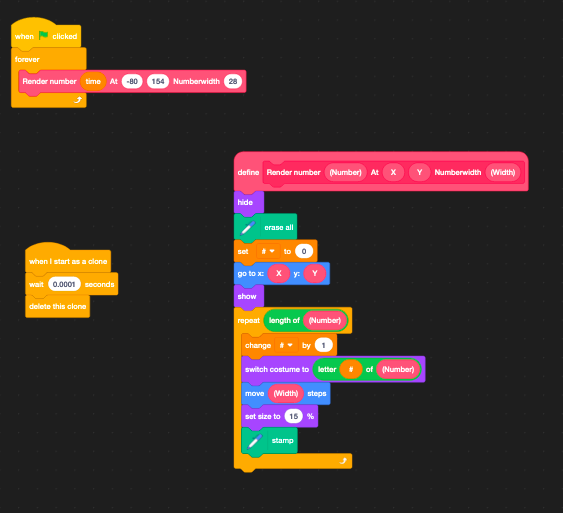 when clicked
forever
Render number time At -80 154 Numberwidth 28
define Render number (Number) At X Y Numberwidth (Width)
hide
erase all
set # to 0
go to x: X y: Y
show
repeat length of (Number)
change # by 1
switch costume to letter # of (Number)
move (Width) steps
set size to 15 %
stamp
when I start as a clone
wait 0.0001 seconds
delete this clone